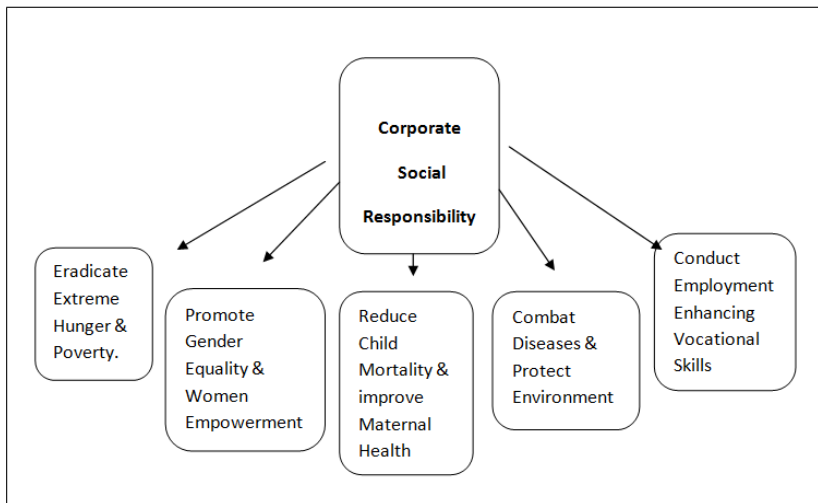 Corporate
Social
Responsibility
Eradicate
Extreme
Hunger &
Poverty.
Promote
Gender
Equality &
Women
Empowerment
Reduce
Child
Mortality &
improve
Maternal
Health
Combat
Diseases &
Protect
Environment
Conduct
Employment
Enhancing
Vocational
Skills